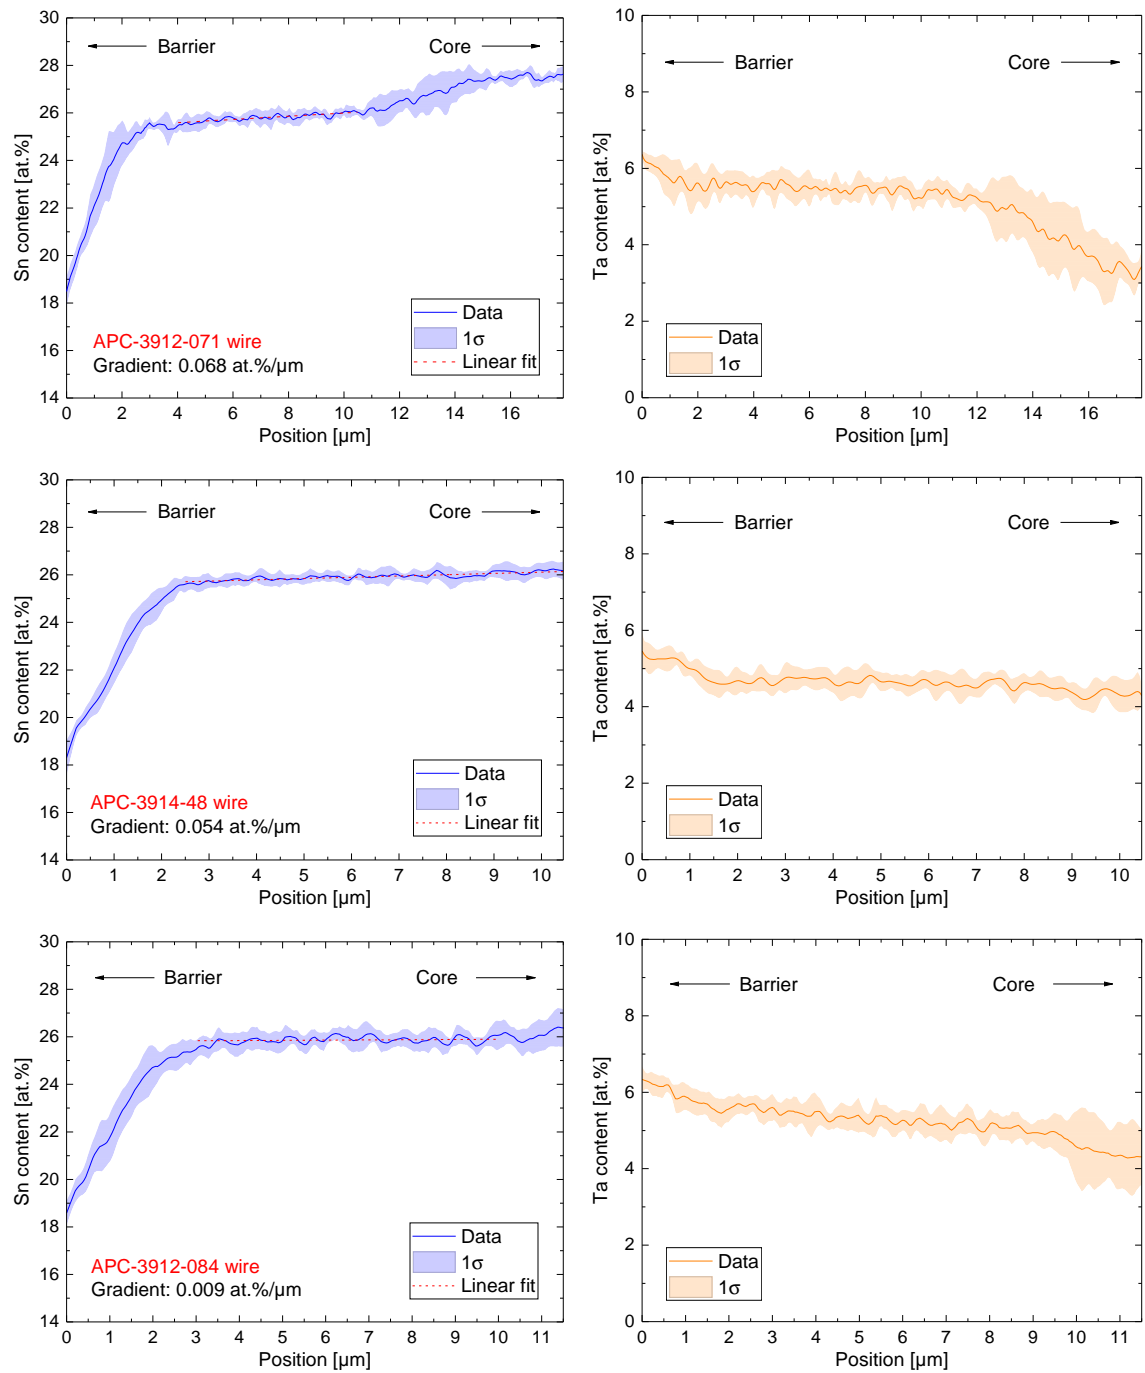 30
28
26
24
22
20
18
16
14
Sn content [at.%]
Barrier
Core
Data
1σ
Linear fit
APC-3912-071 wire
Gradient: 0.068 at.%/µm
0 2 4 6 8 10 12 14 16
Position [µm]
10
8
6
4
2
0
Ta content [at.%]
Barrier
Core
Data
1σ
0 2 4 6 8 10 12 14 16
Position [µm]
30
28
26
24
22
20
18
16
14
Sn content [at.%]
Barrier
Core
Data
1σ
Linear fit
APC-3914-48 wire
Gradient: 0.054 at.%/µm
0 1 2 3 4 5 6 7 8 9 10
Position [µm]
10
8
6
4
2
0
Ta content [at.%]
Barrier
Core
Data
1σ
0 1 2 3 4 5 6 7 8 9 10
Position [µm]
30
28
26
24
22
20
18
16
14
Sn content [at.%]
Barrier
Core
Data
1σ
Linear fit
APC-3912-084 wire
Gradient: 0.009 at.%/µm
0 1 2 3 4 5 6 7 8 9 10 11
Position [µm]
10
8
6
4
2
0
Ta content [at.%]
Barrier
Core
Data
1σ
0 1 2 3 4 5 6 7 8 9 10 11
Position [µm]